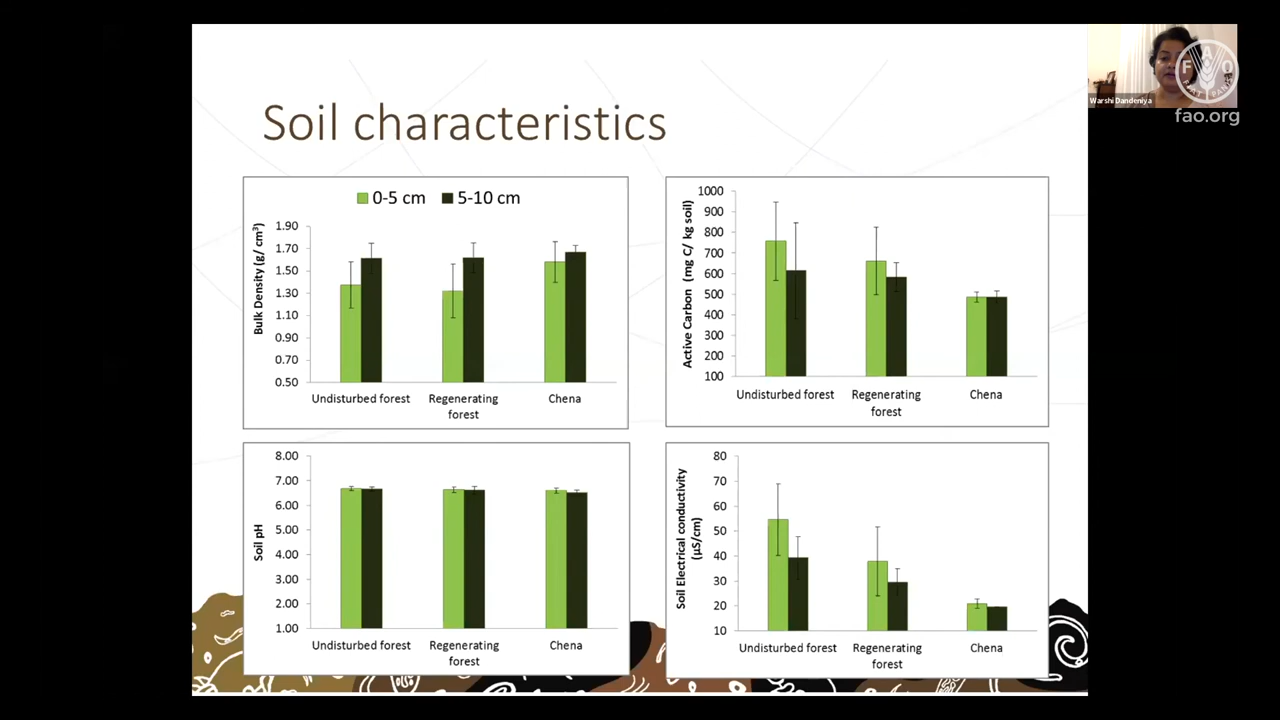 Soil characteristics
0-5 cm 5-10 cm
Bulk Density (g/ cm³)
1.90
1.70
1.50
1.30
1.10
0.90
0.70
0.50
Undisturbed forest
Regenerating
forest
Chena
Active Carbon (mg C/ kg soil)
1000
900
800
700
600
500
400
300
200
100
Undisturbed forest
Regenerating
forest
Chena
Soil pH
8.00
7.00
6.00
5.00
4.00
3.00
2.00
1.00
Undisturbed forest
Regenerating
forest
Chena
Soil Electrical conductivity
(µS/cm)
80
70
60
50
40
30
20
10
Undisturbed forest
Regenerating
forest
Chena
Warshi Dandeniya
F A O
FIAT PANIS
fao.org